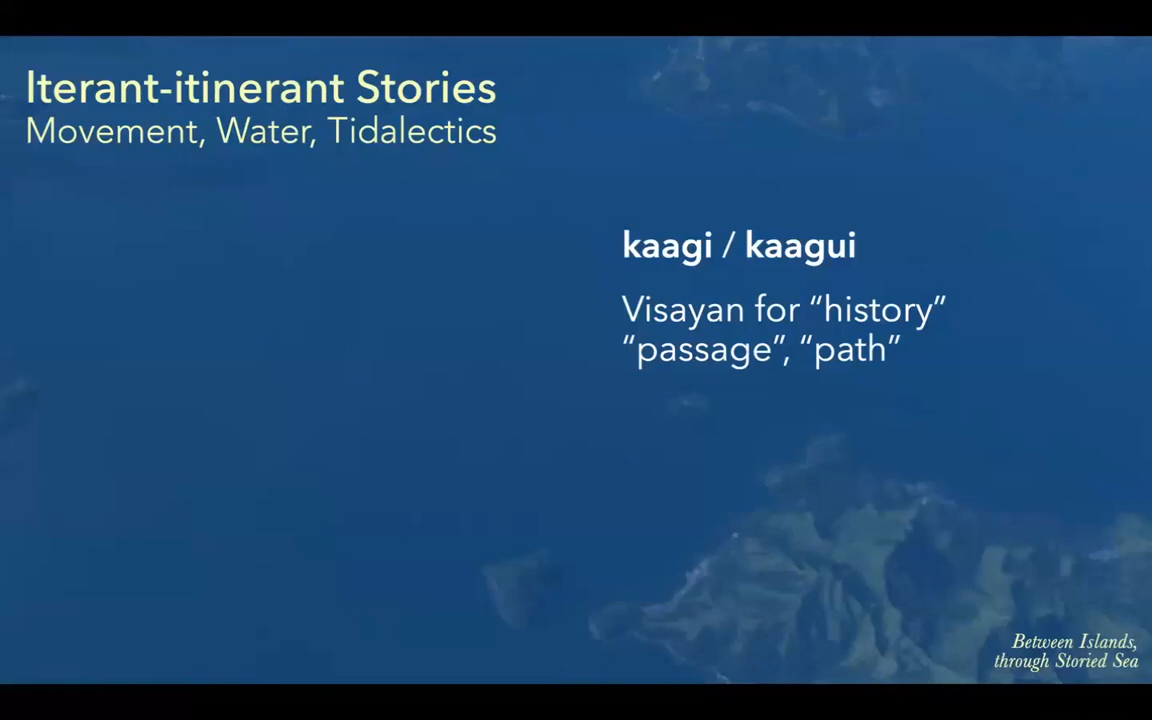 Iterant-itinerant Stories
Movement, Water, Tidalectics
kaagi / kaagui
Visayan for “history”
“passage”, “path”
Between Islands,
through Storied Sea